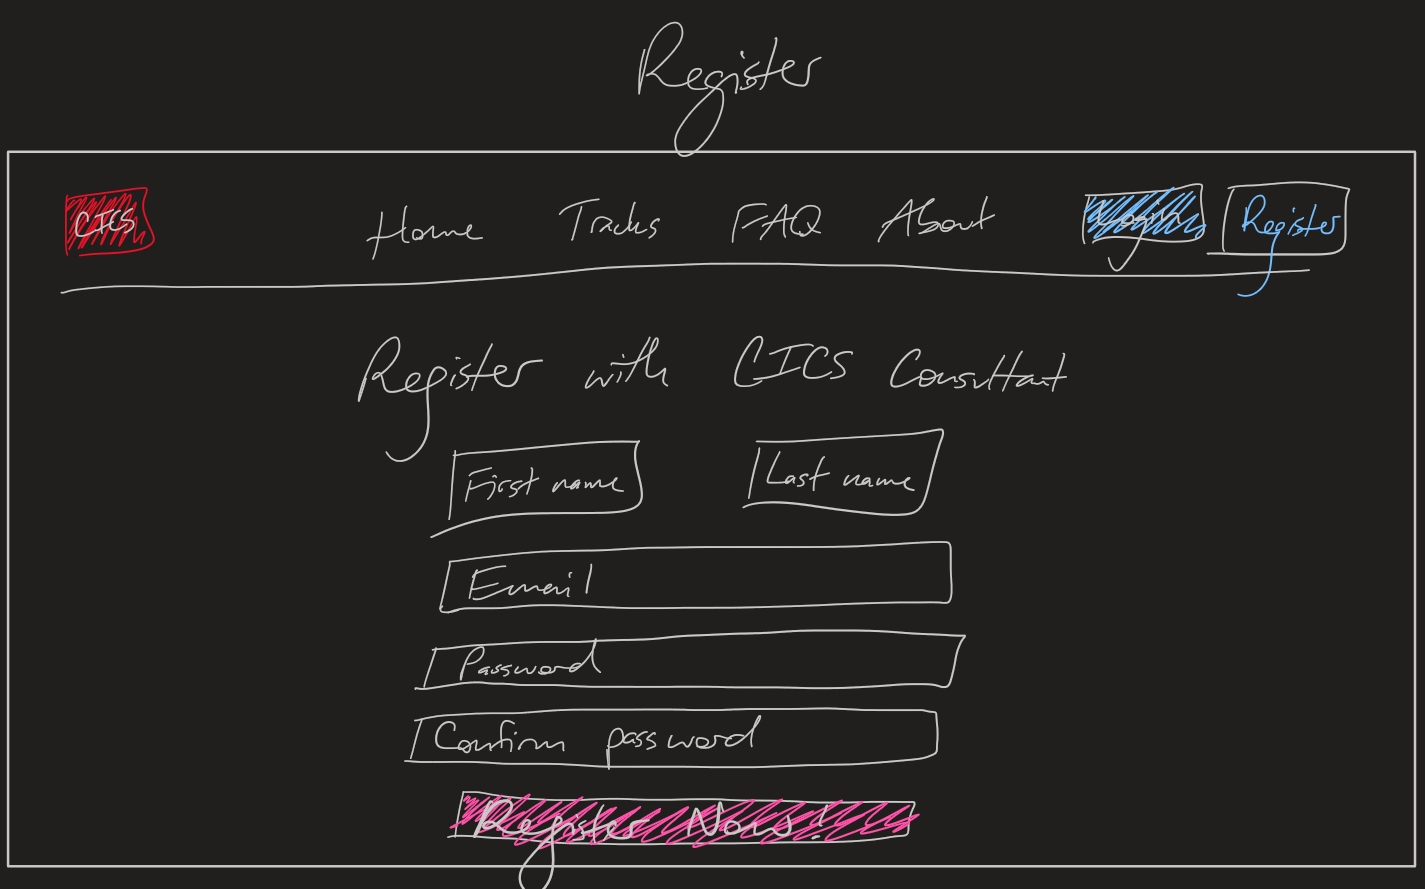 Register
CICS Home Tracks FAQ About Login Register
Register with CICS Consultant
First name Last name
Email
Password
Confirm password
Register Now!